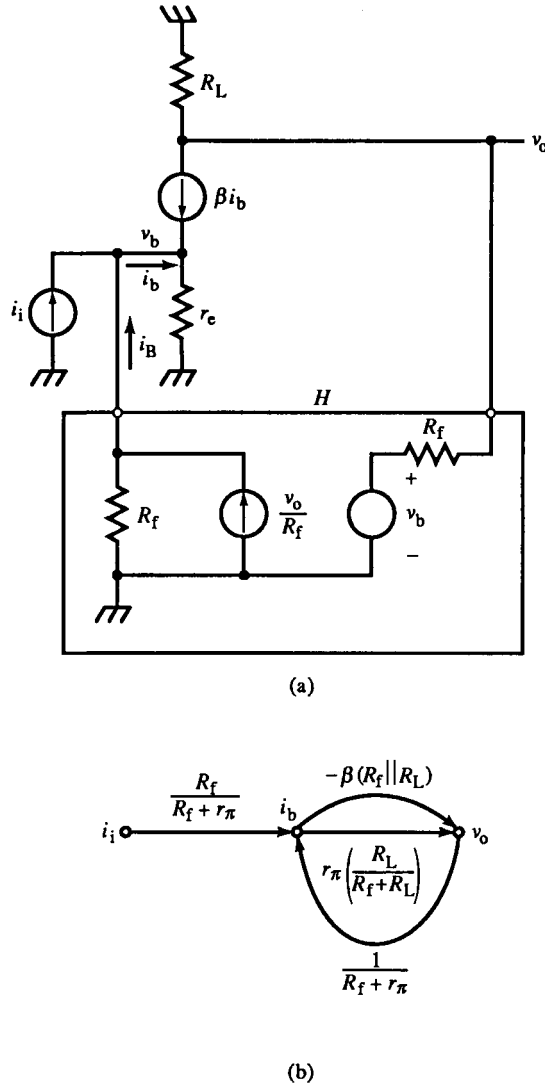 R_L
v_o
βi_b
v_b
i_b
i_i
r_e
i_B
H
R_f
+
R_f
v_o/R_f
v_b
−
(a)
R_f/(R_f + r_π)
−β(R_f||R_L)
i_i
i_b
v_o
r_π(R_L/(R_f+R_L))
1/(R_f + r_π)
(b)